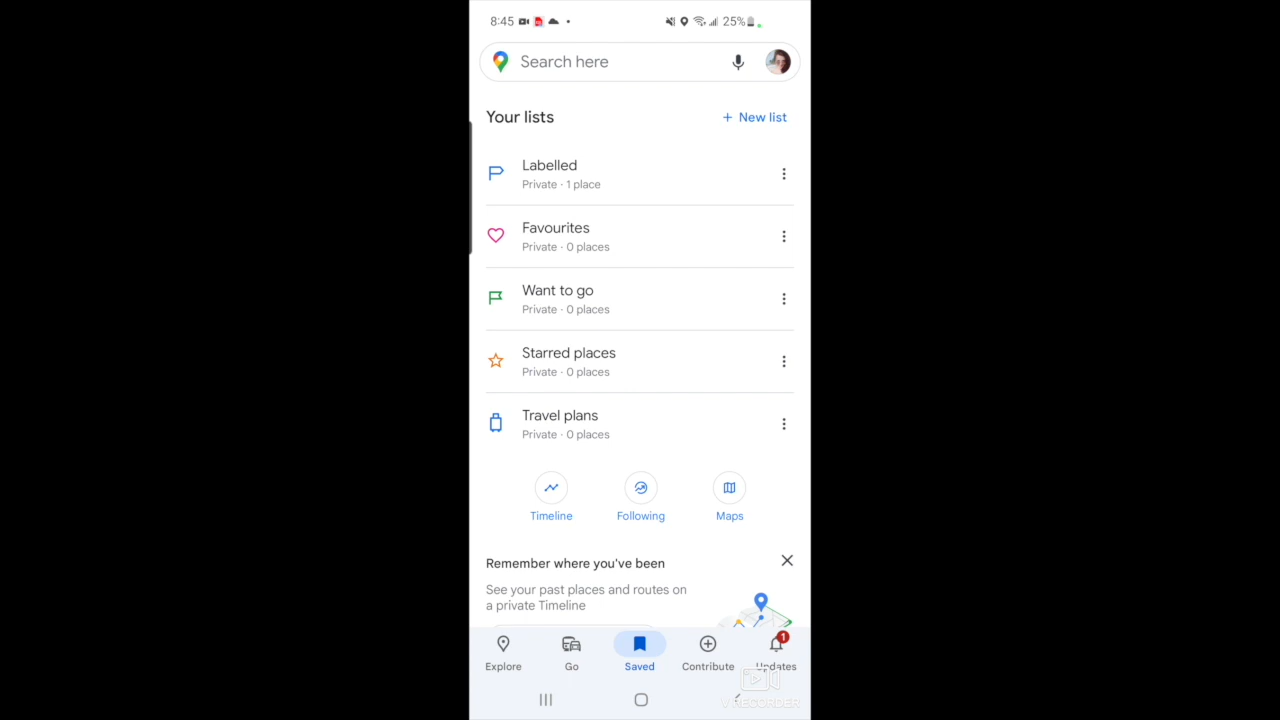 8:45
25%
Search here
Your lists
+ New list
Labelled
Private · 1 place
Favourites
Private · 0 places
Want to go
Private · 0 places
Starred places
Private · 0 places
Travel plans
Private · 0 places
Timeline
Following
Maps
Remember where you've been
See your past places and routes on
a private Timeline
1
Explore
Go
Saved
Contribute
Updates
V RECORDER